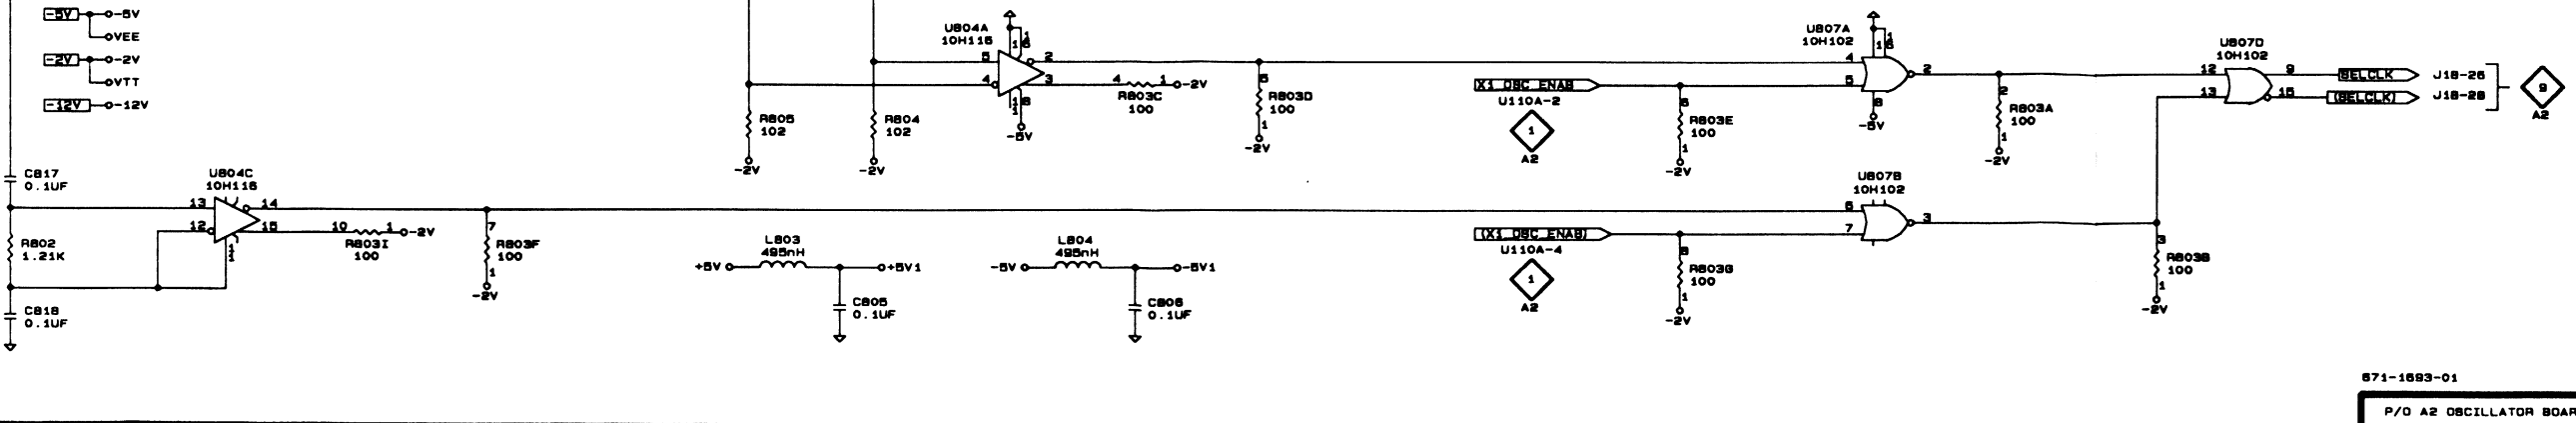 -5V
-5V
VEE
-2V
-2V
VTT
-12V
-12V
C817
0.1UF
R802
1.21K
C818
0.1UF
U804C
10H116
13
12
14
15
11
10
R803I
100
1
-2V
7
R803F
100
1
-2V
R805
102
-2V
R804
102
-2V
U804A
10H116
5
4
1
16
2
3
11
8
-5V
4
R803C
100
1
-2V
5
R803D
100
1
-2V
L803
495nH
+5V
+5V1
C805
0.1UF
L804
495nH
-5V
-5V1
C806
0.1UF
X1 OSC ENAB
U110A-2
1
A2
6
R803E
100
1
-2V
(X1 OSC ENAB)
U110A-4
1
A2
8
R803G
100
1
-2V
U807A
10H102
4
5
1
16
2
8
-5V
2
R803A
100
1
-2V
U807B
10H102
6
7
3
3
R803B
100
1
-2V
U807D
10H102
12
13
9
15
SELCLK
J18-25
(SELCLK)
J18-26
9
A2
671-1693-01
P/O A2 OSCILLATOR BOAR